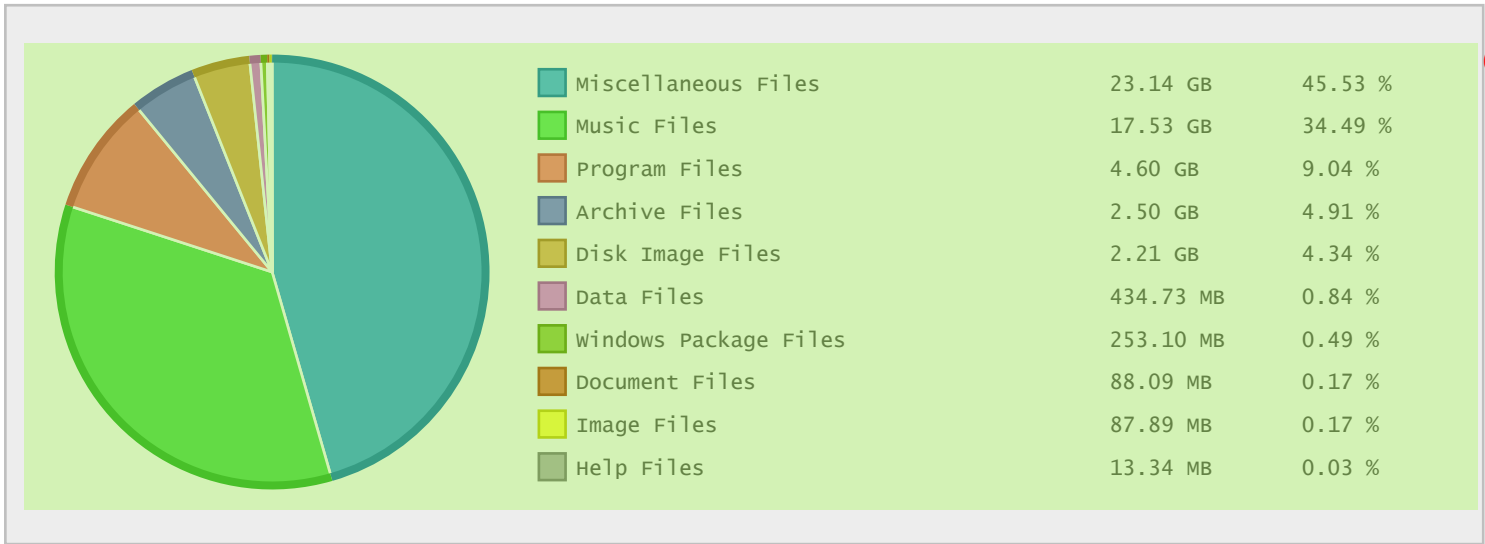 Miscellaneous Files 23.14 GB 45.53 %
Music Files 17.53 GB 34.49 %
Program Files 4.60 GB 9.04 %
Archive Files 2.50 GB 4.91 %
Disk Image Files 2.21 GB 4.34 %
Data Files 434.73 MB 0.84 %
Windows Package Files 253.10 MB 0.49 %
Document Files 88.09 MB 0.17 %
Image Files 87.89 MB 0.17 %
Help Files 13.34 MB 0.03 %